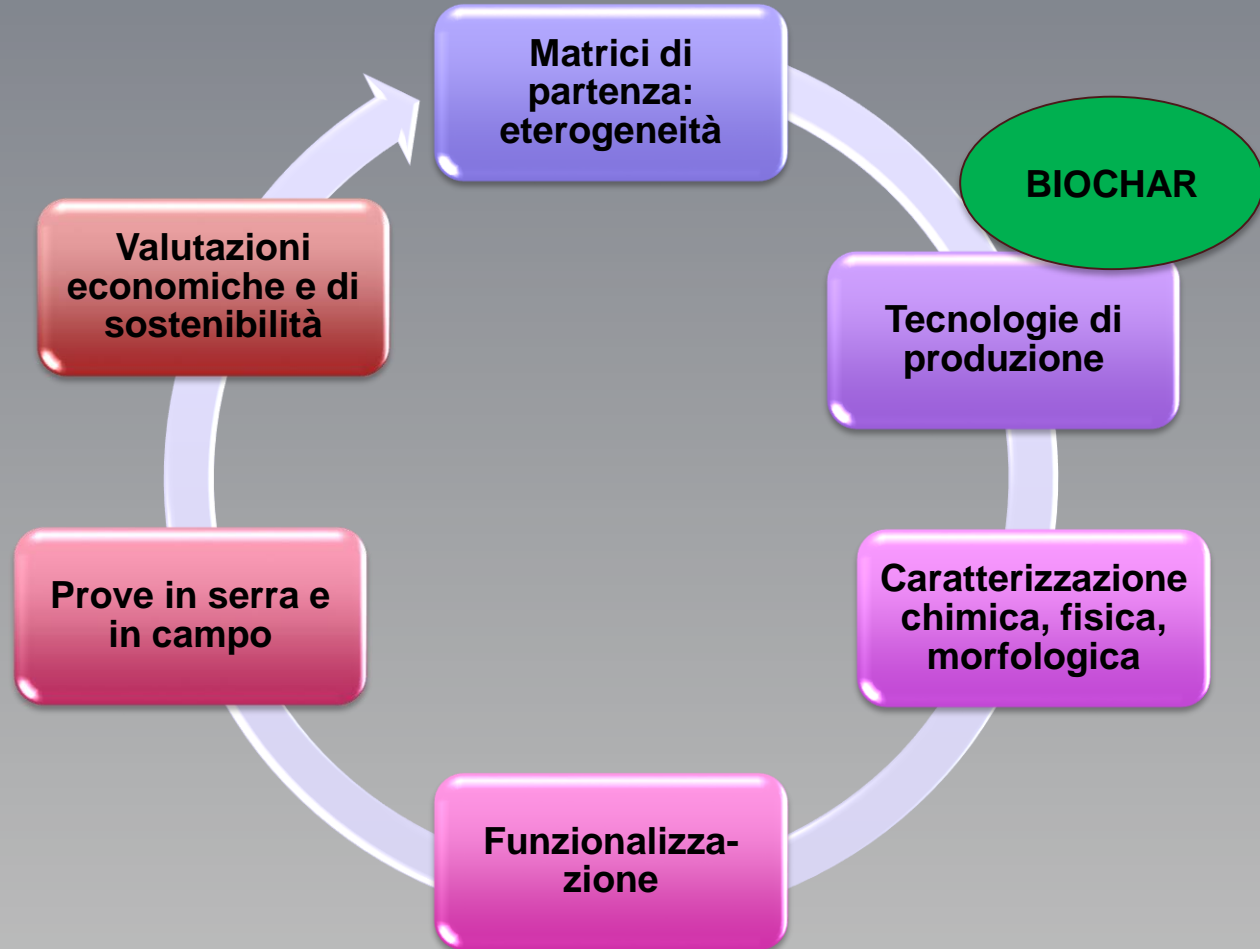 Matrici di
partenza:
eterogeneità
BIOCHAR
Tecnologie di
produzione
Caratterizzazione
chimica, fisica,
morfologica
Funzionalizza-
zione
Prove in serra e
in campo
Valutazioni
economiche e di
sostenibilità